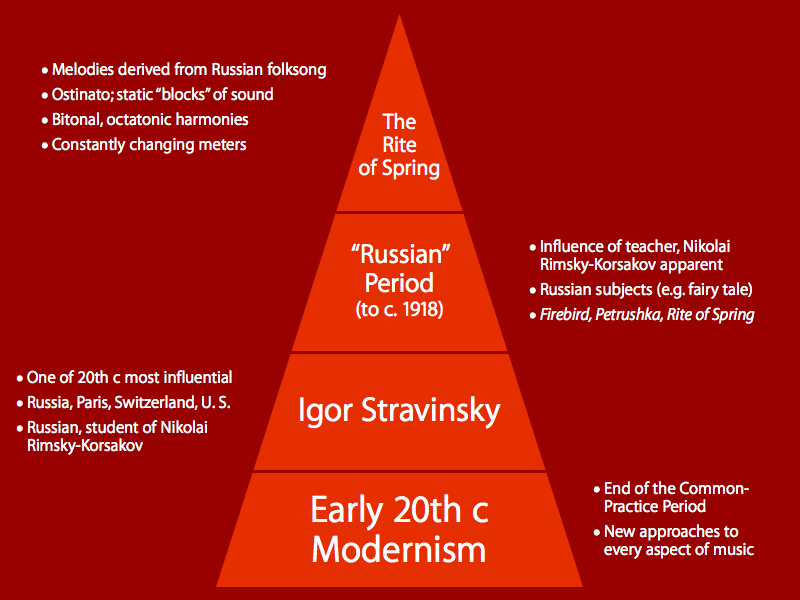 • Melodies derived from Russian folksong
• Ostinato; static “blocks” of sound
• Bitonal, octatonic harmonies
• Constantly changing meters
The
Rite
of Spring
“Russian”
Period
(to c. 1918)
• Influence of teacher, Nikolai
Rimsky-Korsakov apparent
• Russian subjects (e.g. fairy tale)
• Firebird, Petrushka, Rite of Spring
• One of 20th c most influential
• Russia, Paris, Switzerland, U. S.
• Russian, student of Nikolai
Rimsky-Korsakov
Igor Stravinsky
Early 20th c
Modernism
• End of the Common-
Practice Period
• New approaches to
every aspect of music